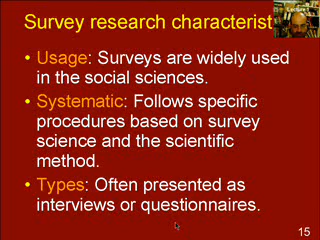 Survey research characterist
Lecture
• Usage: Surveys are widely used
in the social sciences.
• Systematic: Follows specific
procedures based on survey
science and the scientific
method.
• Types: Often presented as
interviews or questionnaires.
15